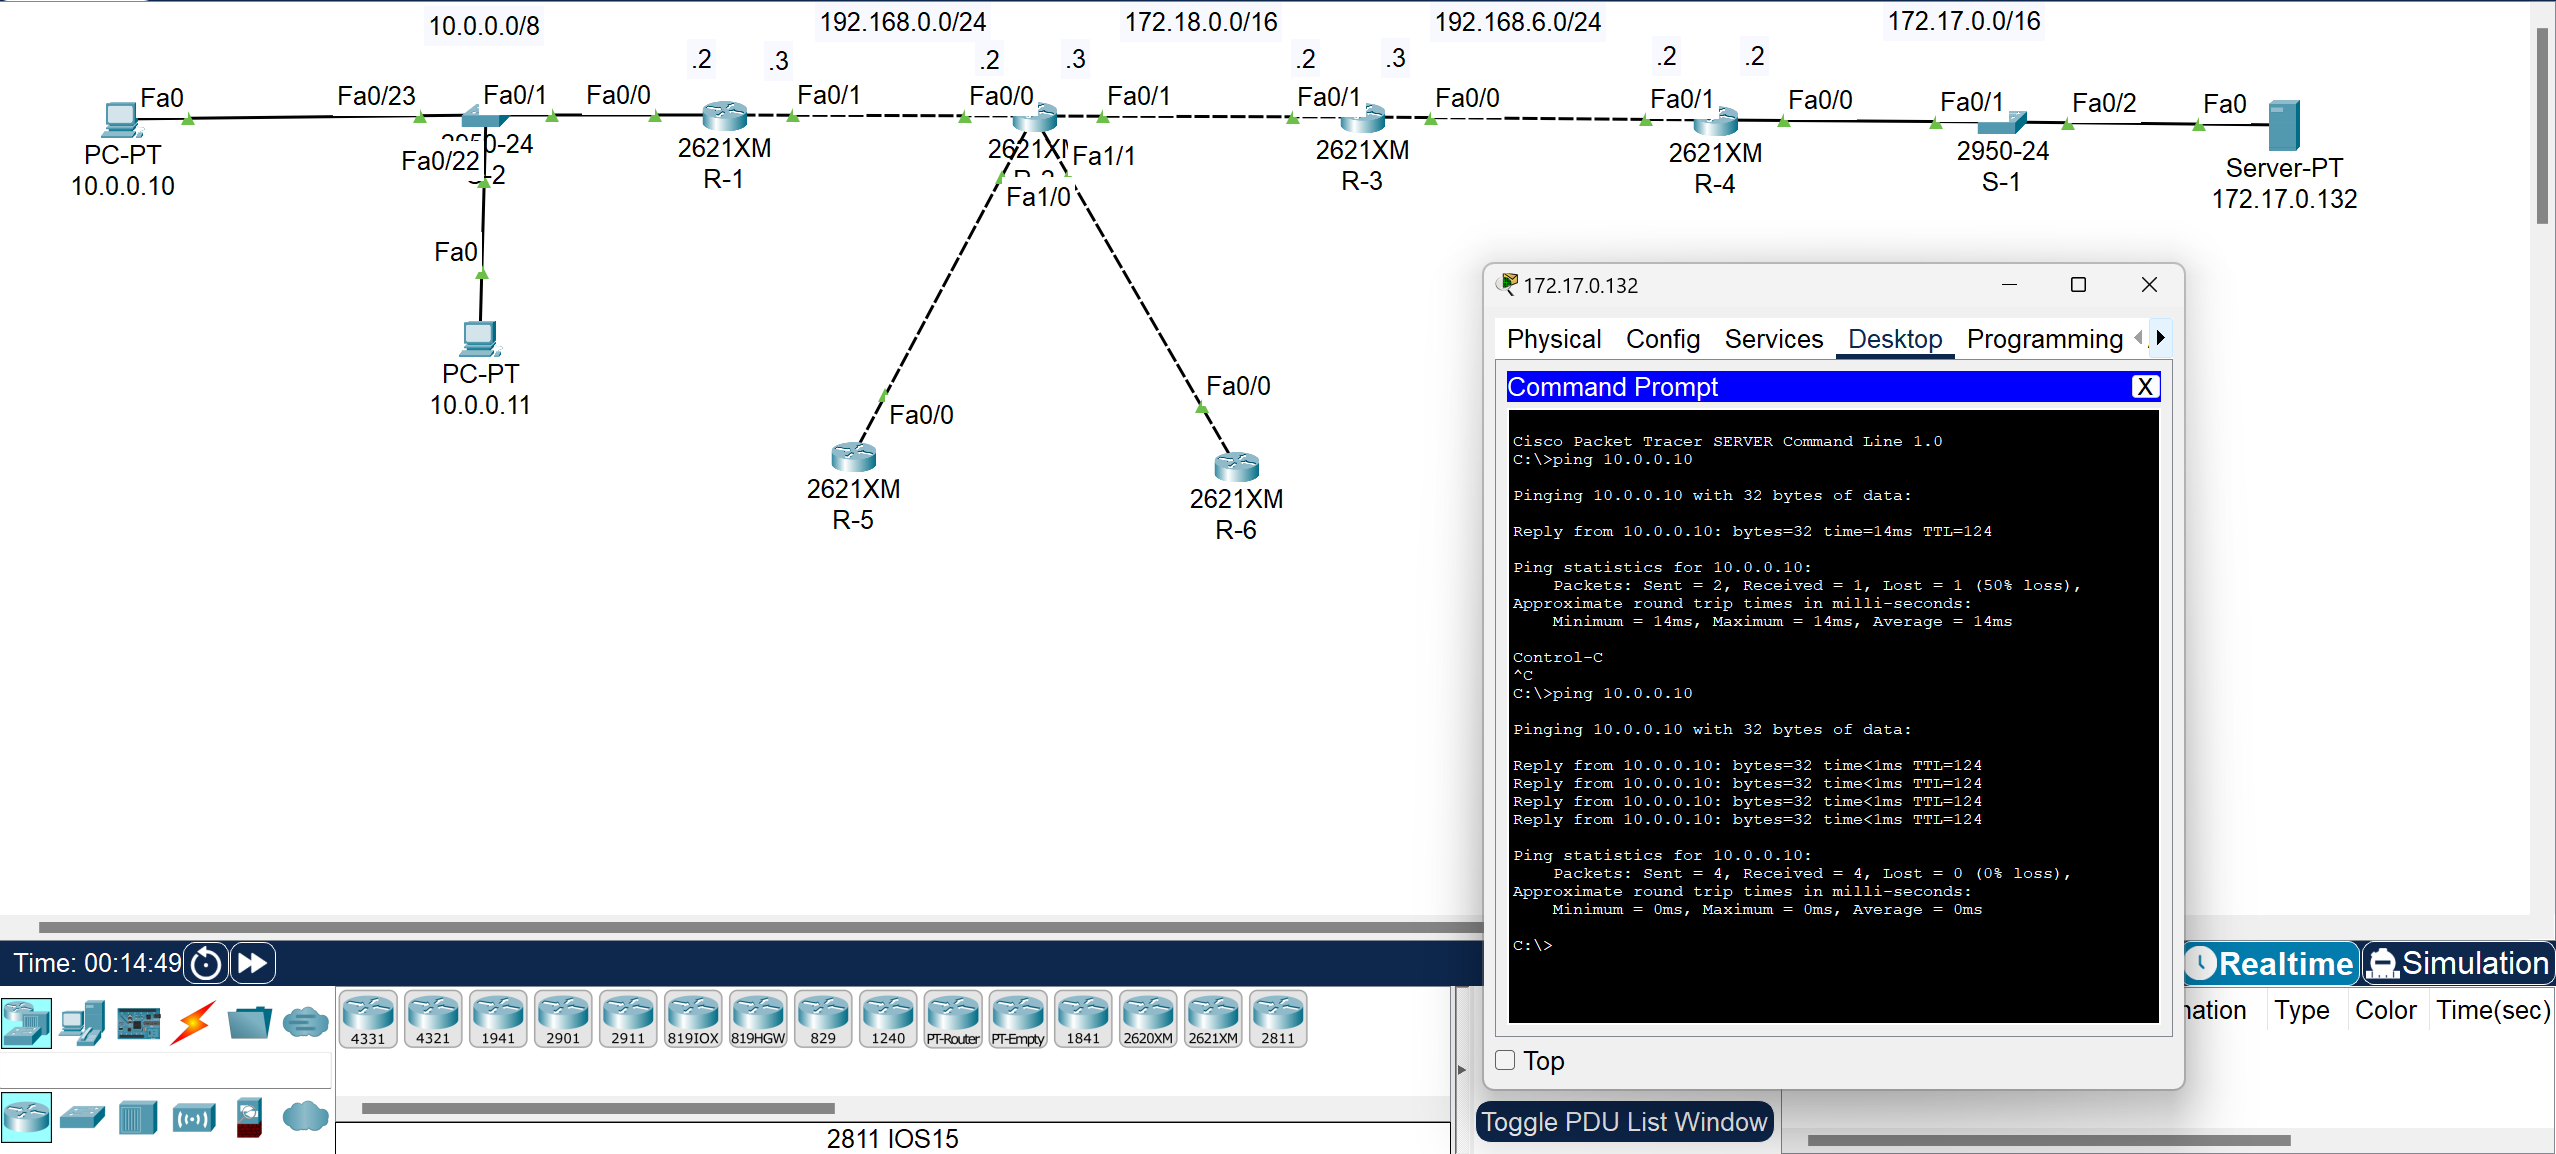 10.0.0.0/8
192.168.0.0/24
172.18.0.0/16
192.168.6.0/24
172.17.0.0/16
.2
.3
.2
.3
.2
.3
.2
.2
Fa0
Fa0/23
Fa0/1
Fa0/0
Fa0/1
Fa0/0
Fa0/1
Fa0/1
Fa0/0
Fa0/1
Fa0/0
Fa0/1
Fa0/2
Fa0
PC-PT
10.0.0.10
Fa0/22
Fa0
PC-PT
10.0.0.11
2621XM
R-1
Fa1/1
Fa1/0
2621XM
R-3
2621XM
R-4
2950-24
S-1
Server-PT
172.17.0.132
Fa0/0
Fa0/0
2621XM
R-5
2621XM
R-6
172.17.0.132
Physical Config Services Desktop Programming
Command Prompt X
Cisco Packet Tracer SERVER Command Line 1.0
C:\>ping 10.0.0.10
Pinging 10.0.0.10 with 32 bytes of data:
Reply from 10.0.0.10: bytes=32 time=14ms TTL=124
Ping statistics for 10.0.0.10:
Packets: Sent = 2, Received = 1, Lost = 1 (50% loss),
Approximate round trip times in milli-seconds:
Minimum = 14ms, Maximum = 14ms, Average = 14ms
Control-C
^C
C:\>ping 10.0.0.10
Pinging 10.0.0.10 with 32 bytes of data:
Reply from 10.0.0.10: bytes=32 time<1ms TTL=124
Reply from 10.0.0.10: bytes=32 time<1ms TTL=124
Reply from 10.0.0.10: bytes=32 time<1ms TTL=124
Reply from 10.0.0.10: bytes=32 time<1ms TTL=124
Ping statistics for 10.0.0.10:
Packets: Sent = 4, Received = 4, Lost = 0 (0% loss),
Approximate round trip times in milli-seconds:
Minimum = 0ms, Maximum = 0ms, Average = 0ms
C:\>
Top
Time: 00:14:49
Realtime
Simulation
4331 4321 1941 2901 2911 819IOX 819HGW 829 1240 PT-Router PT-Empty 1841 2620XM 2621XM 2811
Type Color Time(sec)
Toggle PDU List Window
2811 IOS15